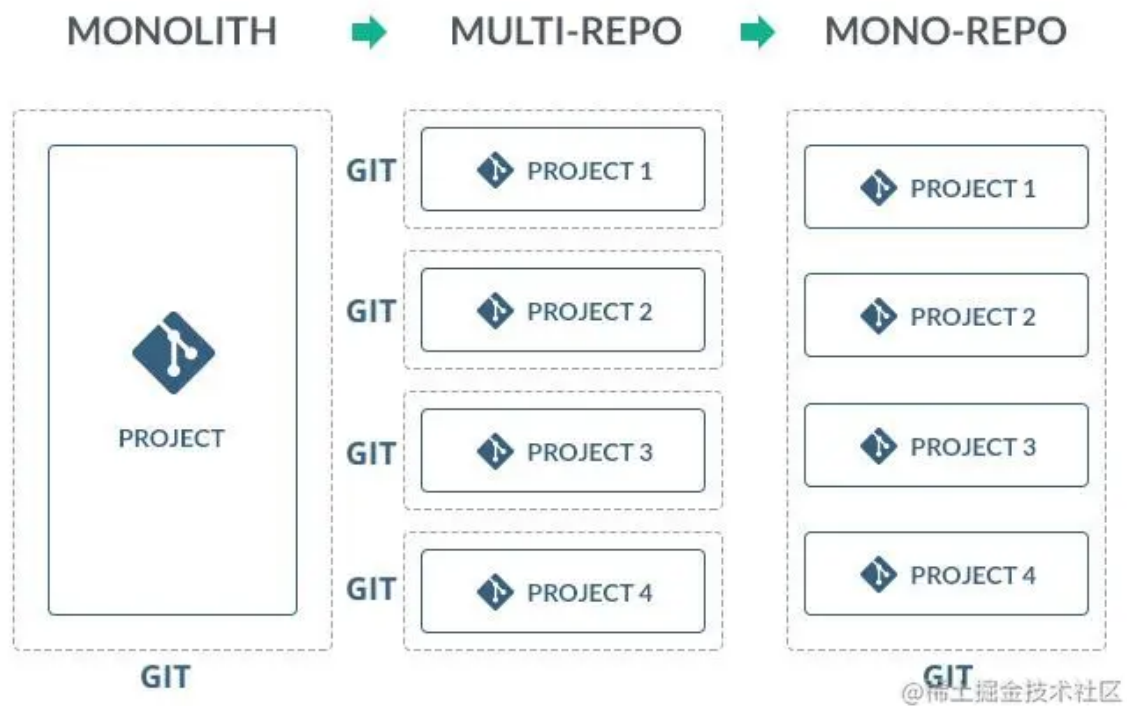 MONOLITH
MULTI-REPO
MONO-REPO
PROJECT
GIT
GIT
PROJECT 1
GIT
PROJECT 2
GIT
PROJECT 3
GIT
PROJECT 4
PROJECT 1
PROJECT 2
PROJECT 3
PROJECT 4
GIT
@稀土掘金技术社区